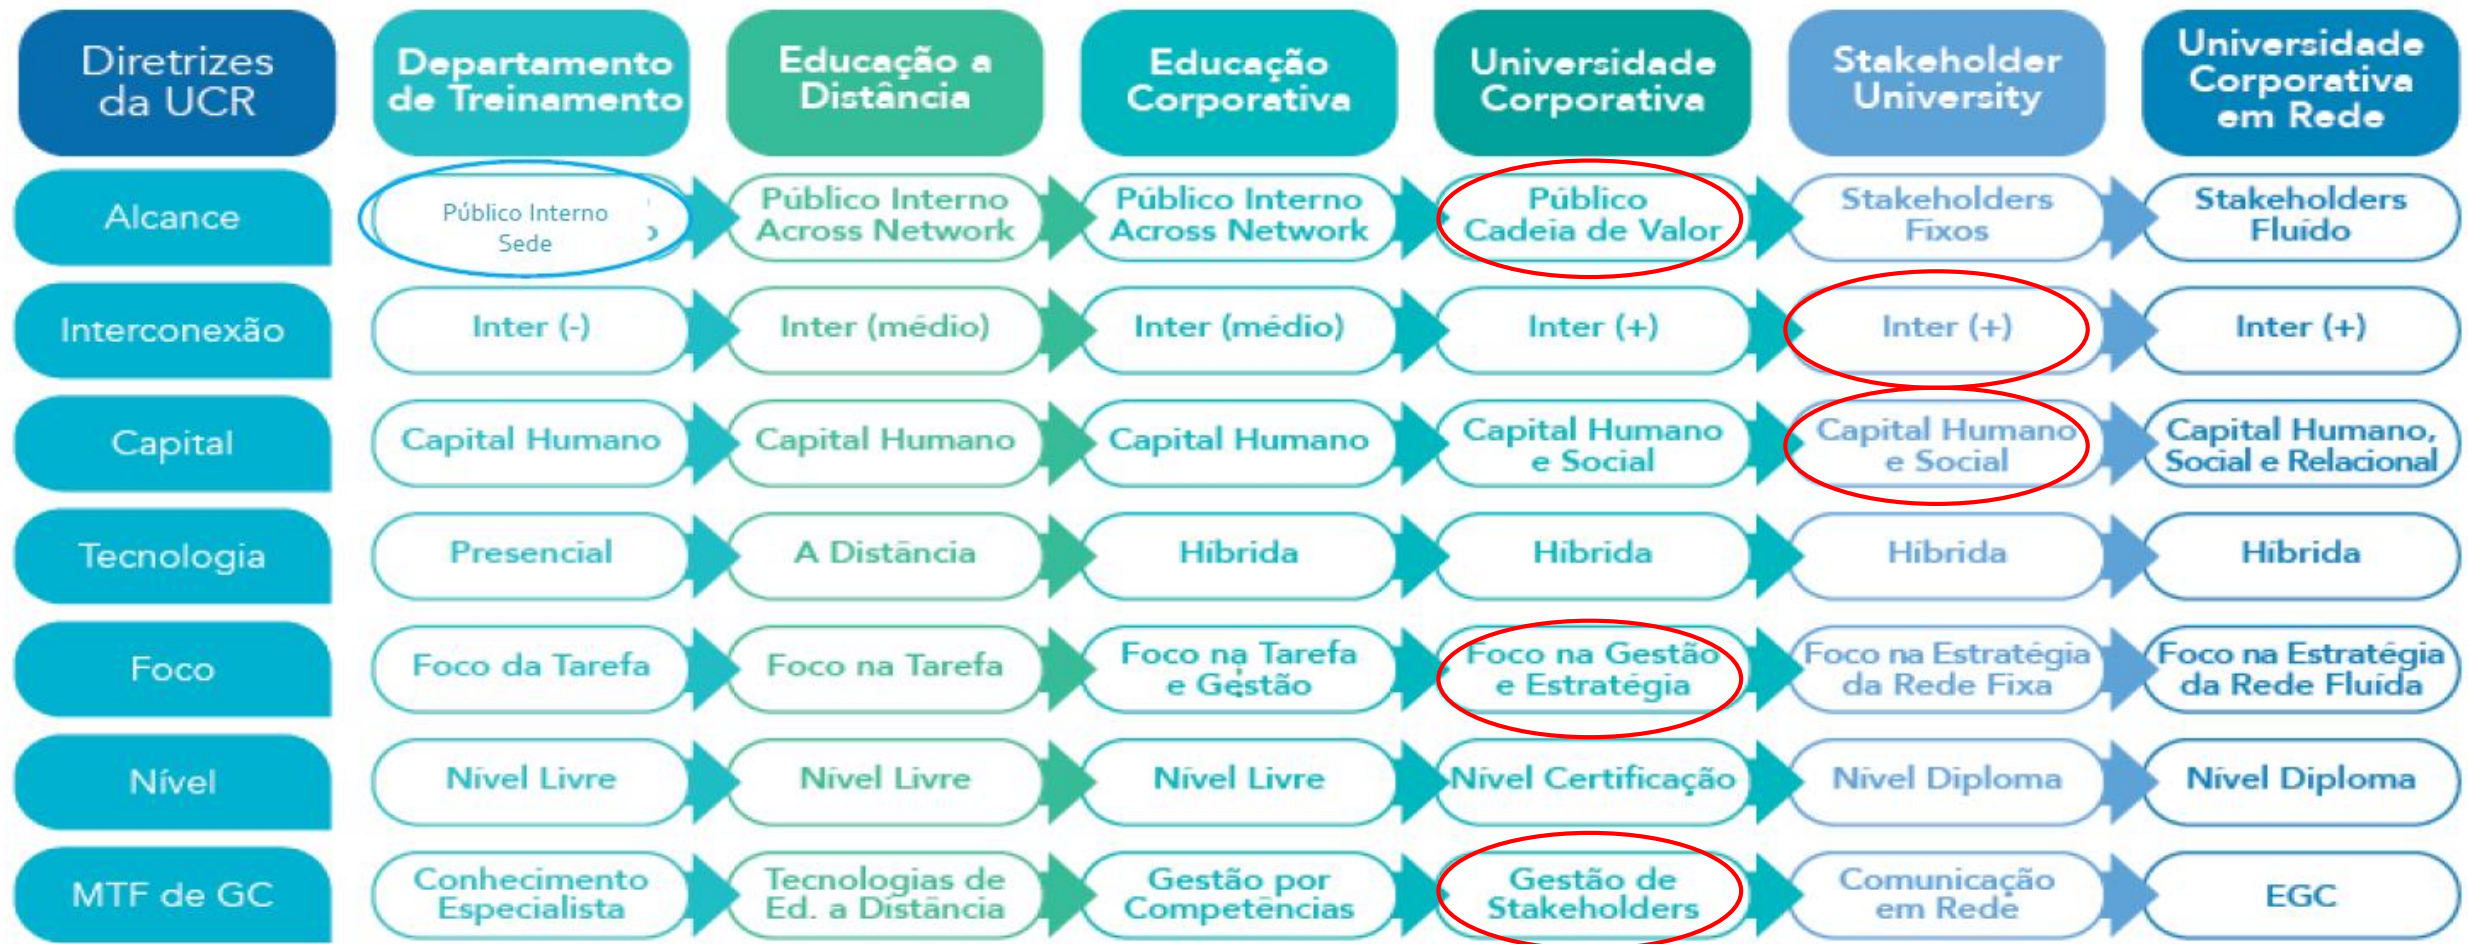 Diretrizes
da UCR
Departamento
de Treinamento
Educação a
Distância
Educação
Corporativa
Universidade
Corporativa
Stakeholder
University
Universidade
Corporativa
em Rede
Alcance
Público Interno
Sede
Público Interno
Across Network
Público Interno
Across Network
Público
Cadeia de Valor
Stakeholders
Fixos
Stakeholders
Fluído
Interconexão
Inter (-)
Inter (médio)
Inter (médio)
Inter (+)
Inter (+)
Inter (+)
Capital
Capital Humano
Capital Humano
Capital Humano
Capital Humano
e Social
Capital Humano
e Social
Capital Humano,
Social e Relacional
Tecnologia
Presencial
A Distância
Híbrida
Híbrida
Híbrida
Híbrida
Foco
Foco da Tarefa
Foco na Tarefa
Foco na Tarefa
e Gestão
Foco na Gestão
e Estratégia
Foco na Estratégia
da Rede Fixa
Foco na Estratégia
da Rede Fluída
Nível
Nível Livre
Nível Livre
Nível Livre
Nível Certificação
Nível Diploma
Nível Diploma
MTF de GC
Conhecimento
Especialista
Tecnologias de
Ed. a Distância
Gestão por
Competências
Gestão de
Stakeholders
Comunicação
em Rede
EGC